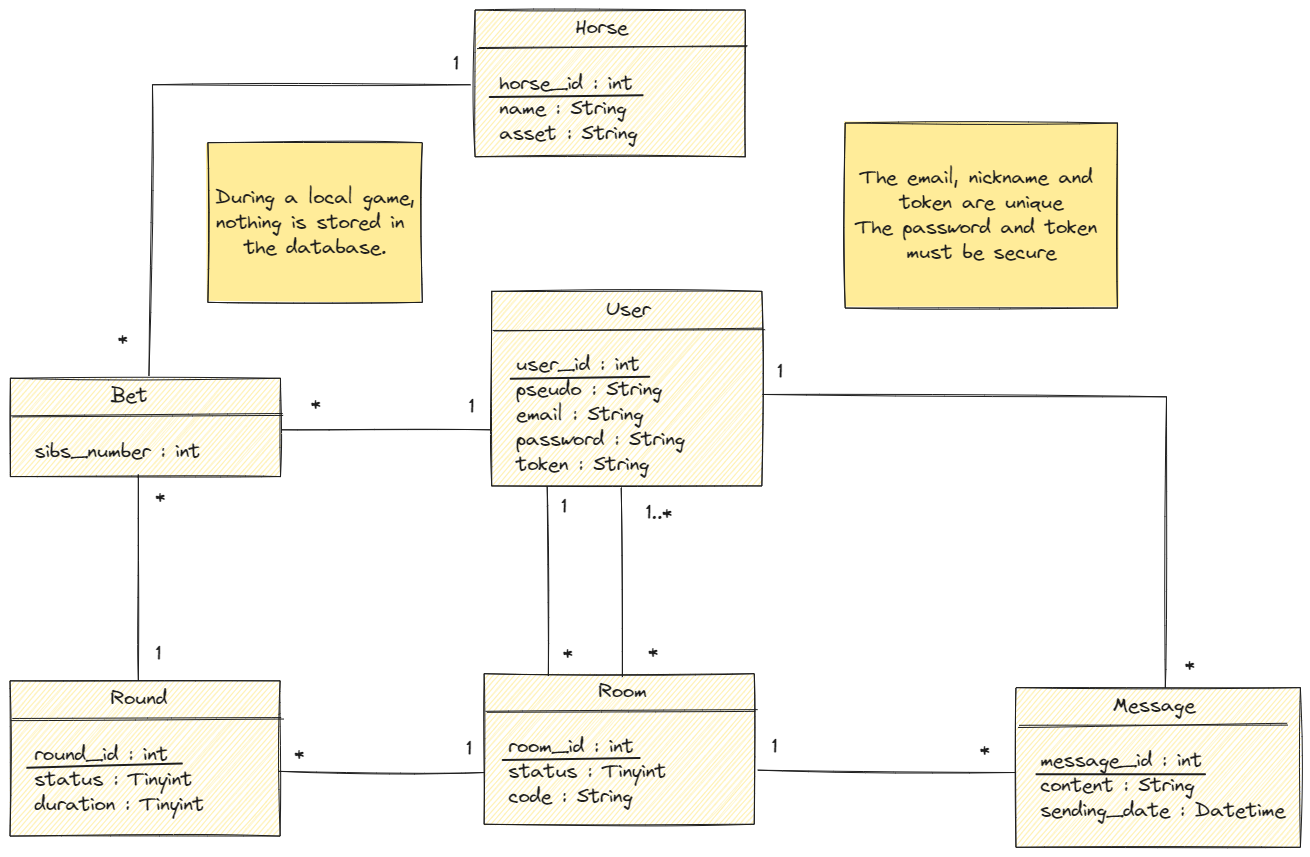 Horse
1
horse_id : int
name : String
asset : String
During a local game,
nothing is stored in
the database.
The email, nickname and
token are unique
The password and token
must be secure
User
user_id : int
pseudo : String
email : String
password : String
token : String
*
Bet
sibs_number : int
*
1
1
*
1
1..*
1
*
*
*
Round
round_id : int
status : Tinyint
duration : Tinyint
*
1
Room
room_id : int
status : Tinyint
code : String
1
*
Message
message_id : int
content : String
sending_date : Datetime